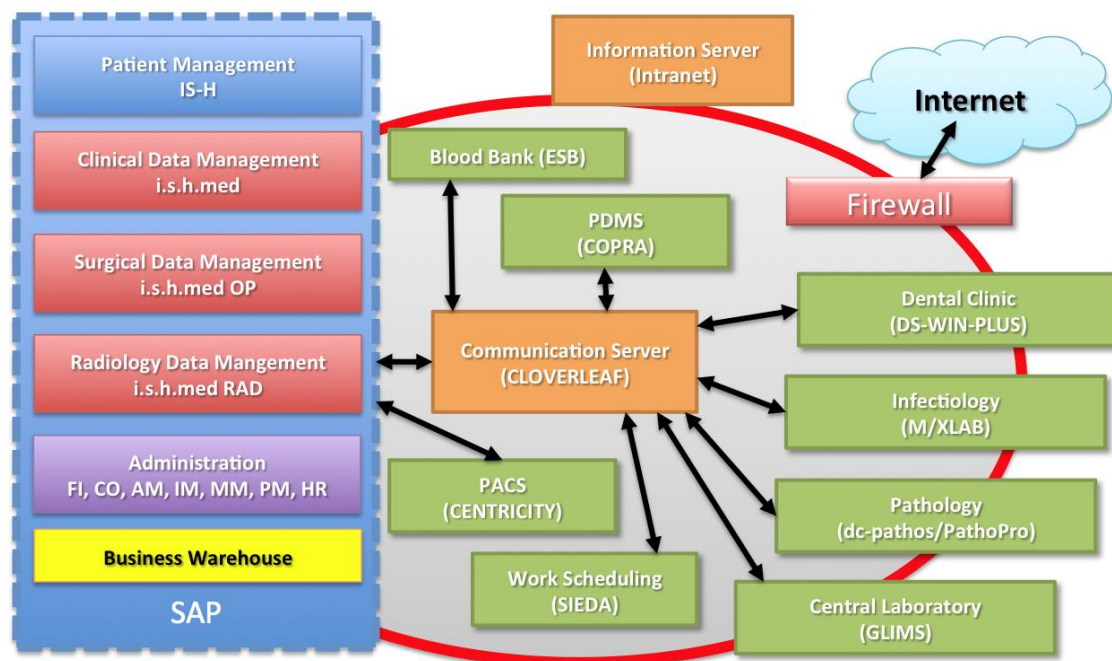 Patient Management
IS-H
Clinical Data Management
i.s.h.med
Surgical Data Management
i.s.h.med OP
Radiology Data Mangement
i.s.h.med RAD
Administration
FI, CO, AM, IM, MM, PM, HR
Business Warehouse
SAP
Information Server
(Intranet)
Internet
Firewall
Blood Bank (ESB)
PDMS
(COPRA)
Communication Server
(CLOVERLEAF)
Dental Clinic
(DS-WIN-PLUS)
Infectiology
(M/XLAB)
Pathology
(dc-pathos/PathoPro)
Central Laboratory
(GLIMS)
PACS
(CENTRICITY)
Work Scheduling
(SIEDA)